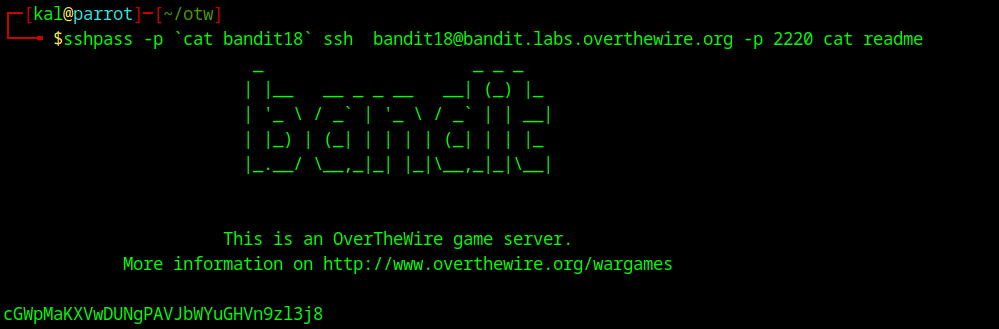 ┌─[kal@parrot]─[~/otw]
└──╼ $sshpass -p `cat bandit18` ssh  bandit18@bandit.labs.overthewire.org -p 2220 cat readme
                         _                     _ _ _
                        | |__   __ _ _ __   __| (_) |_
                        | '_ \ / _` | '_ \ / _` | | __|
                        | |_) | (_| | | | | (_| | | |_
                        |_.__/ \__,_|_| |_|\__,_|_|\__|
                      This is an OverTheWire game server.
            More information on http://www.overthewire.org/wargames
cGWpMaKXVwDUNgPAVJbWYuGHVn9zl3j8